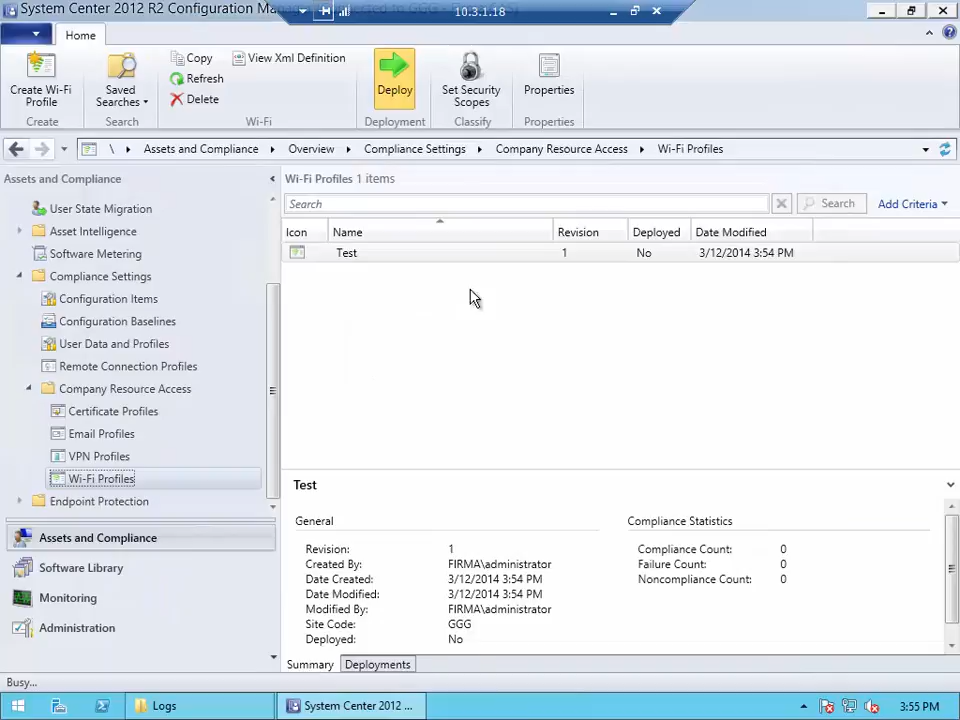 System Center 2012 R2 Configuration Mana
10.3.1.18
Home
Create Wi-Fi
Profile
Create
Saved
Searches
Search
Copy
Refresh
Delete
View Xml Definition
Wi-Fi
Deploy
Deployment
Set Security
Scopes
Classify
Properties
Properties
\ Assets and Compliance Overview Compliance Settings Company Resource Access Wi-Fi Profiles
Assets and Compliance
User State Migration
Asset Intelligence
Software Metering
Compliance Settings
Configuration Items
Configuration Baselines
User Data and Profiles
Remote Connection Profiles
Company Resource Access
Certificate Profiles
Email Profiles
VPN Profiles
Wi-Fi Profiles
Endpoint Protection
Assets and Compliance
Software Library
Monitoring
Administration
Wi-Fi Profiles 1 items
Search Search Add Criteria
Icon Name Revision Deployed Date Modified
Test 1 No 3/12/2014 3:54 PM
Test
General
Revision: 1
Created By: FIRMA\administrator
Date Created: 3/12/2014 3:54 PM
Date Modified: 3/12/2014 3:54 PM
Modified By: FIRMA\administrator
Site Code: GGG
Deployed: No
Compliance Statistics
Compliance Count: 0
Failure Count: 0
Noncompliance Count: 0
Summary Deployments
Busy...
Logs
System Center 2012 ...
3:55 PM